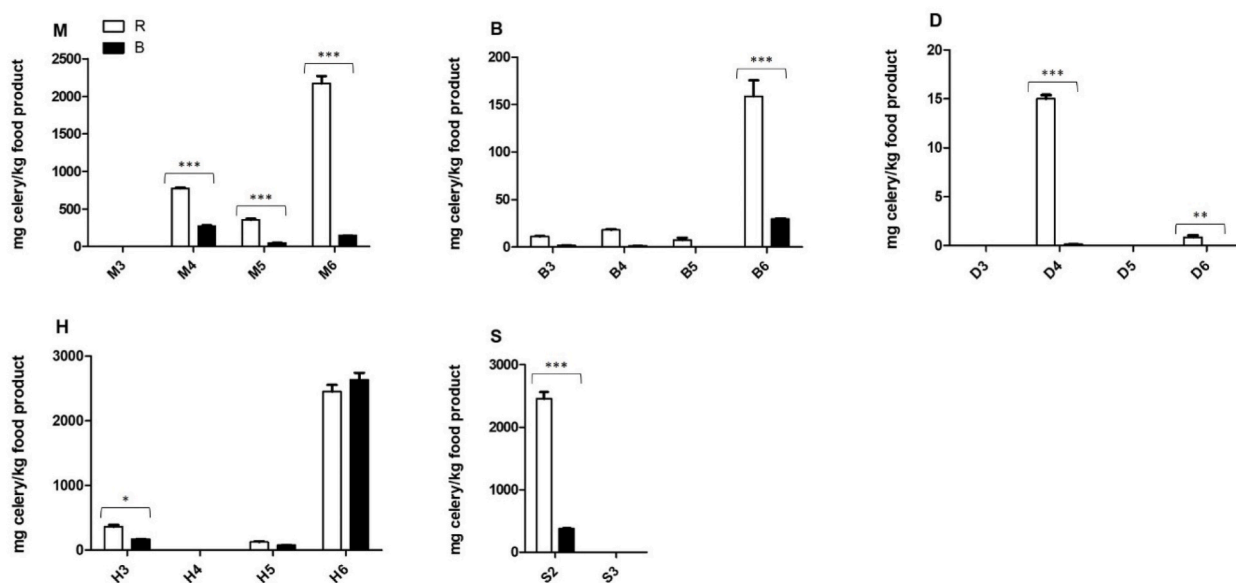 M
R
B
mg celery/kg food product
2500
2000
1500
1000
500
0
***
***
***
M3
M4
M5
M6
B
mg celery/kg food product
200
150
100
50
0
***
B3
B4
B5
B6
D
mg celery/kg food product
20
15
10
5
0
***
**
D3
D4
D5
D6
H
mg celery/kg food product
3000
2000
1000
0
*
H3
H4
H5
H6
S
mg celery/kg food product
3000
2000
1000
0
***
S2
S3